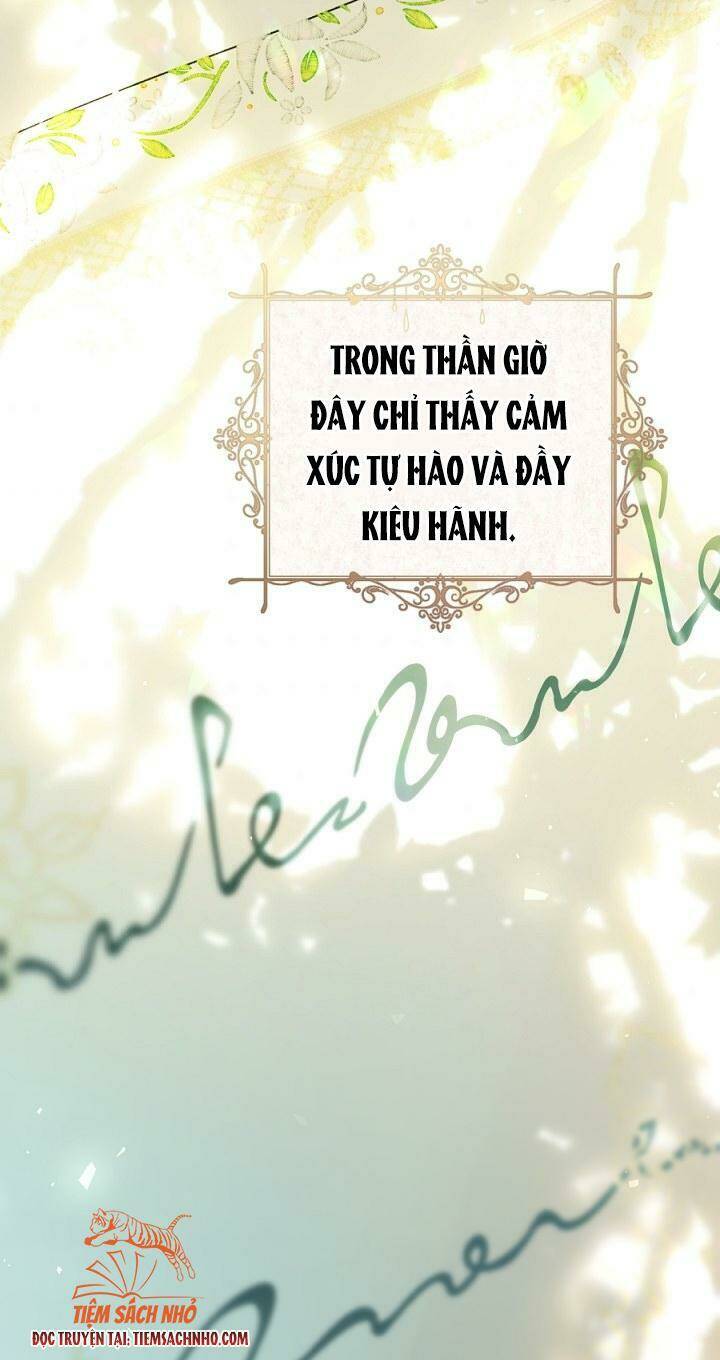 TRONG THẦN GIỜ
ĐÂY CHỈ THẤY CẢM
XÚC TỰ HÀO VÀ ĐẦY
KIÊU HÃNH.
TIỆM SÁCH NHỎ
ĐỌC TRUYỆN TẠI: TIEMSACHNHO.COM